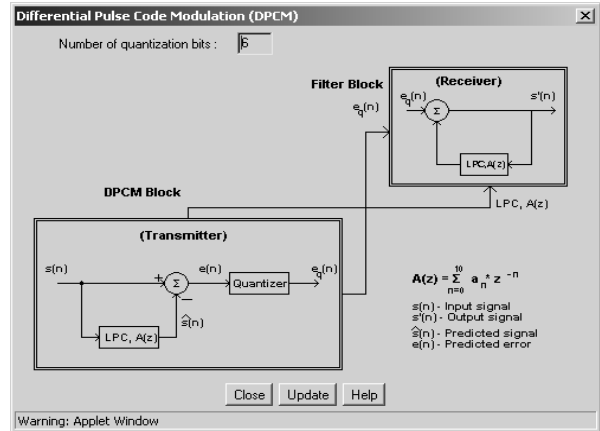 Differential Pulse Code Modulation (DPCM)
Number of quantization bits : 6
Filter Block
(Receiver)
e_q(n)
e_q(n)
Σ
s'(n)
LPC,A(z)
LPC, A(z)
DPCM Block
(Transmitter)
s(n)
+
Σ
−
e(n)
Quantizer
e_q(n)
ŝ(n)
LPC, A(z)
A(z) = Σ_{n=0}^{10} a_n * z^{-n}
s(n) - Input signal
s'(n) - Output signal
ŝ(n) - Predicted signal
e(n) - Predicted error
Close Update Help
Warning: Applet Window